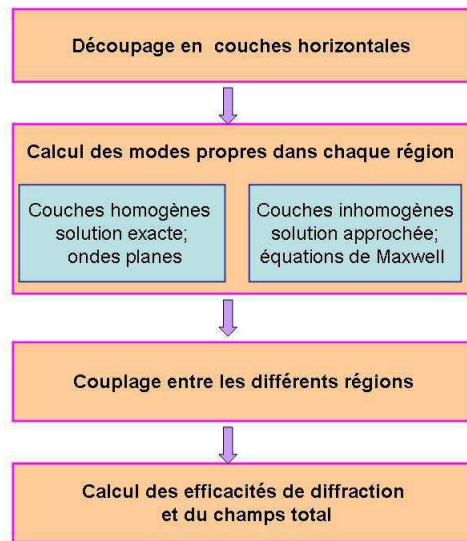 Découpage en couches horizontales
Calcul des modes propres dans chaque région
Couches homogènes
solution exacte;
ondes planes
Couches inhomogènes
solution approchée;
équations de Maxwell
Couplage entre les différents régions
Calcul des efficacités de diffraction
et du champs total